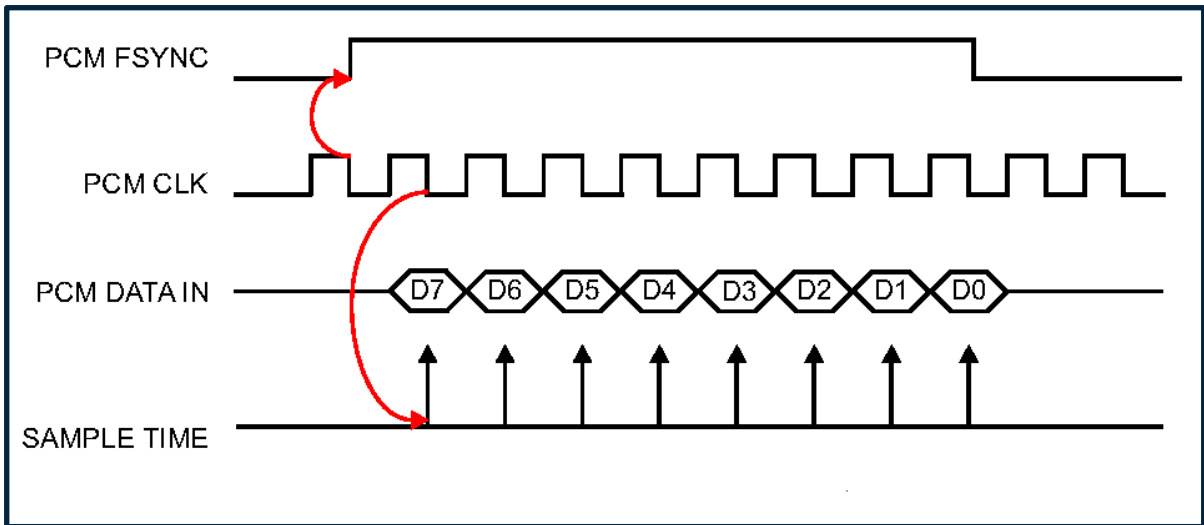 PCM FSYNC
PCM CLK
PCM DATA IN
D7 D6 D5 D4 D3 D2 D1 D0
SAMPLE TIME